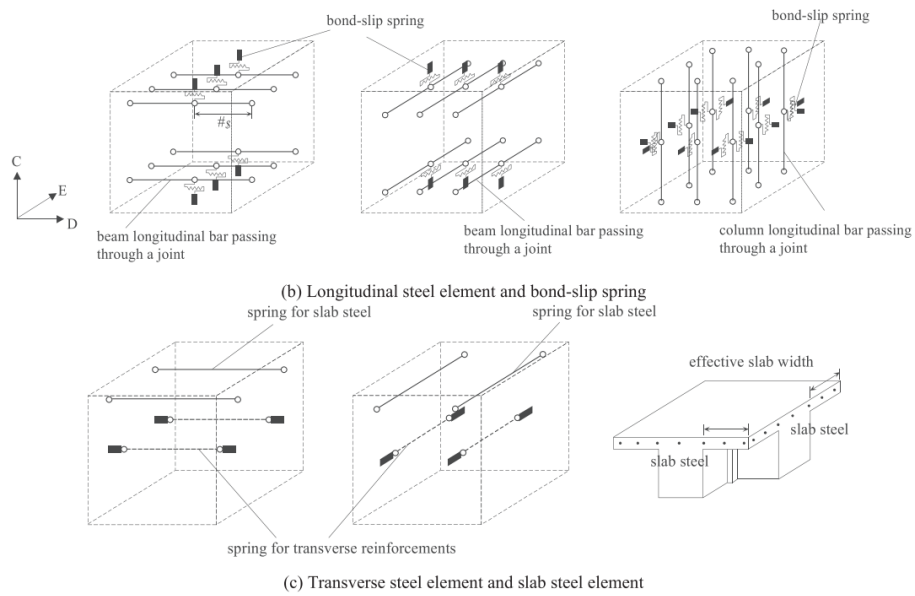 bond-slip spring
bond-slip spring
#s
C
E
D
beam longitudinal bar passing
through a joint
beam longitudinal bar passing
through a joint
column longitudinal bar passing
through a joint
(b) Longitudinal steel element and bond-slip spring
spring for slab steel
spring for slab steel
effective slab width
slab steel
slab steel
spring for transverse reinforcements
(c) Transverse steel element and slab steel element